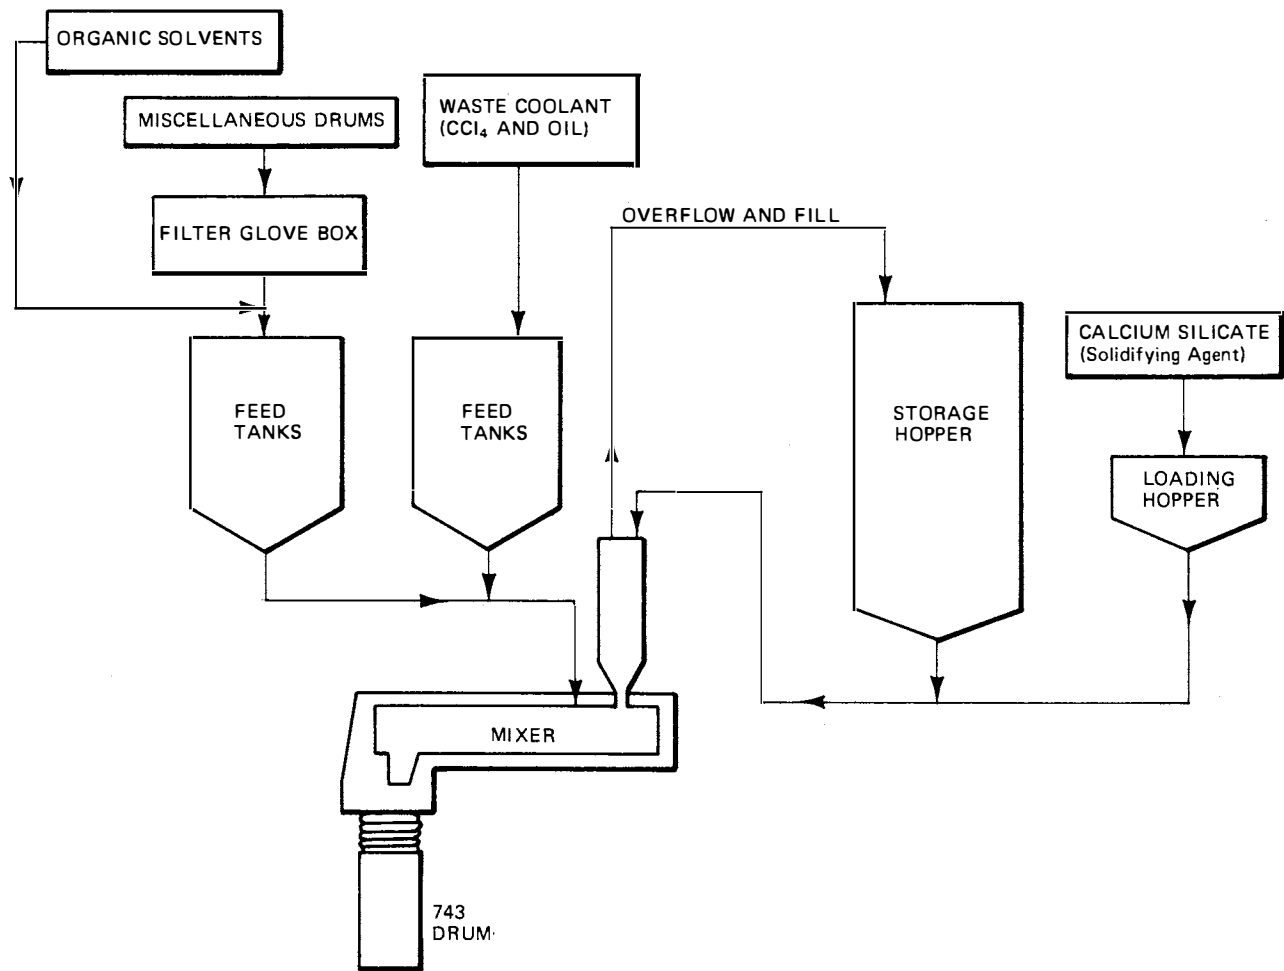 ORGANIC SOLVENTS
MISCELLANEOUS DRUMS
FILTER GLOVE BOX
WASTE COOLANT
(CCl₄ AND OIL)
OVERFLOW AND FILL
FEED
TANKS
FEED
TANKS
STORAGE
HOPPER
CALCIUM SILICATE
(Solidifying Agent)
LOADING
HOPPER
MIXER
743
DRUM